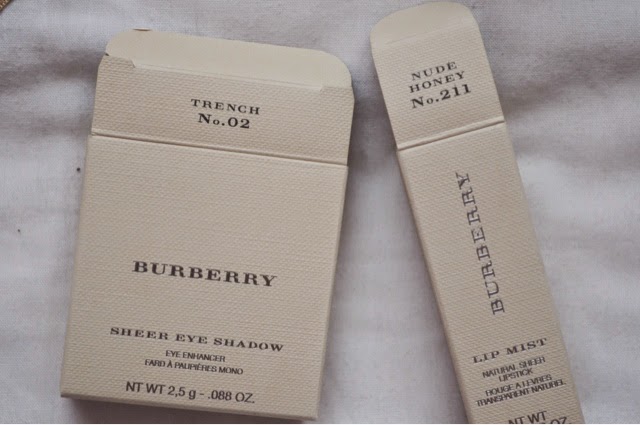 TRENCH
No.02
BURBERRY
SHEER EYE SHADOW
EYE ENHANCER
FARD À PAUPIÈRES MONO
NT WT 2,5 g - .088 OZ.
NUDE
HONEY
No.211
BURBERRY
LIP MIST
NATURAL SHEER
LIPSTICK
ROUGE A LÈVRES
TRANSPARENT NATUREL
NT WT
OZ.